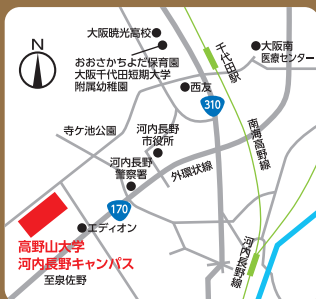 N
大阪暁光高校
おおさかちよだ保育園
大阪千代田短期大学
附属幼稚園
千代田駅
大阪南
医療センター
西友
310
寺ケ池公園
河内長野
市役所
南海高野線
河内長野
警察署
外環状線
170
エディオン
高野山大学
河内長野キャンパス
至泉佐野
河内長野駅